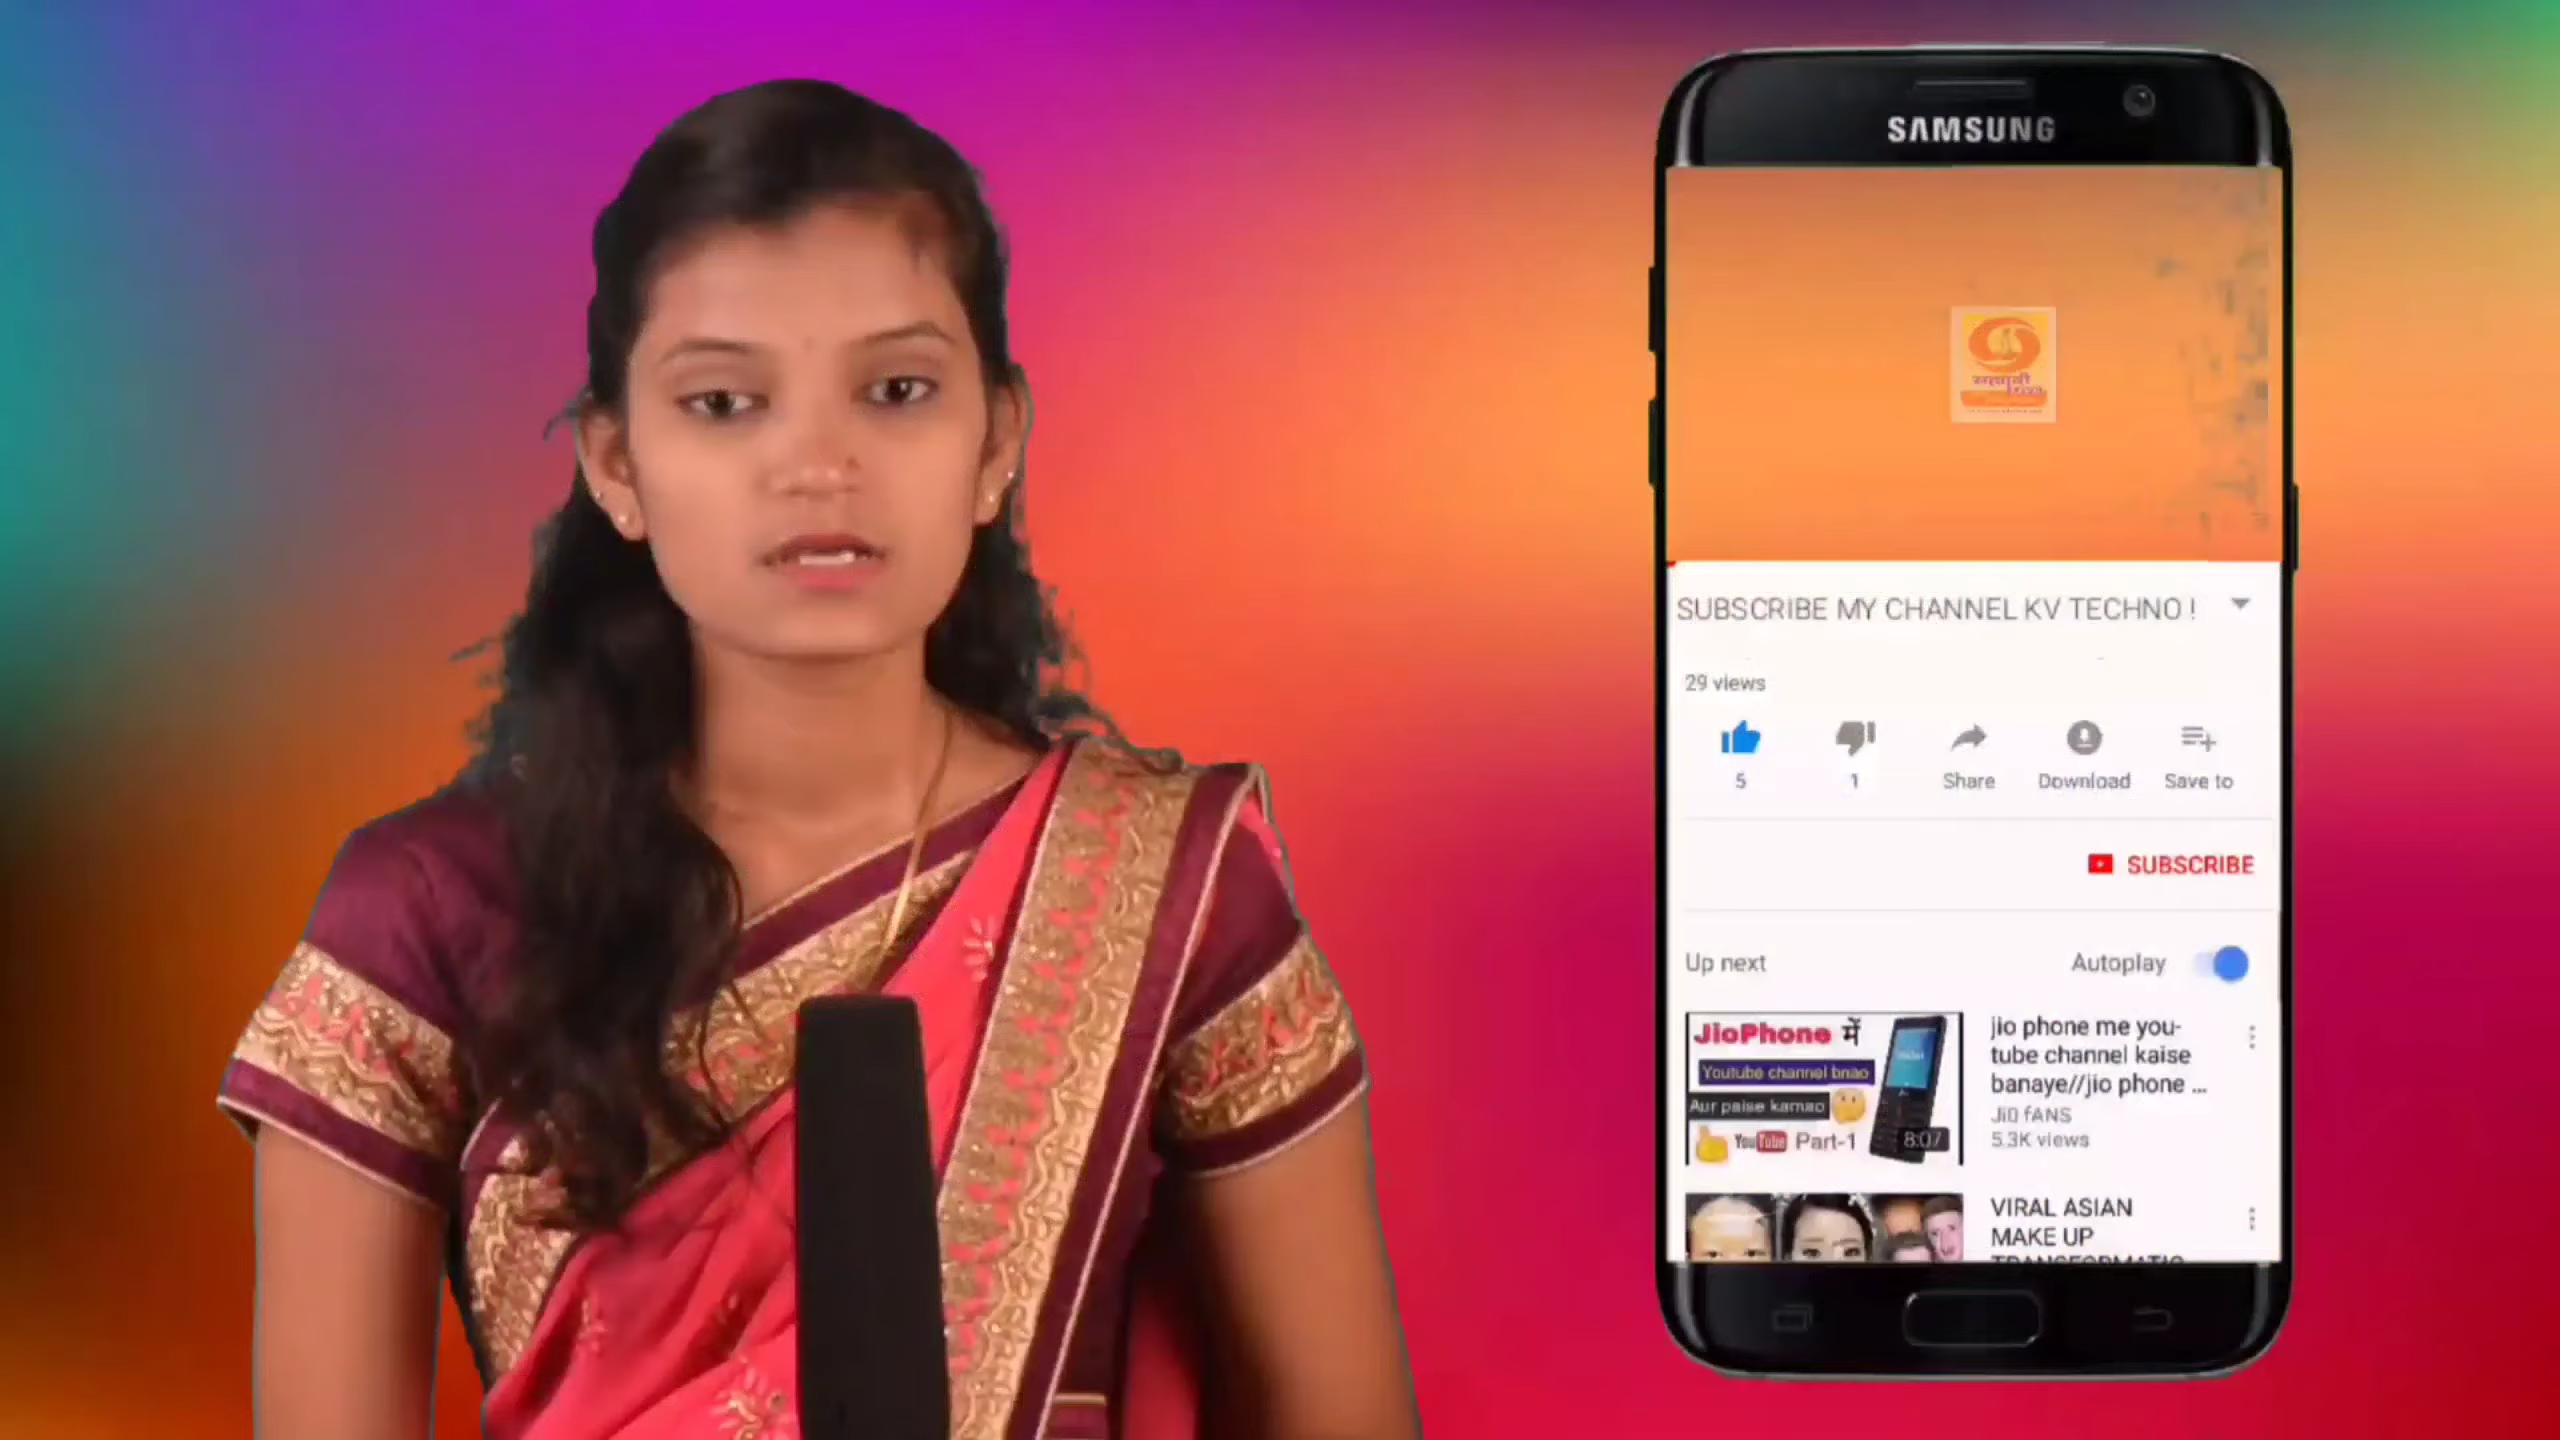 SAMSUNG
SUBSCRIBE MY CHANNEL KV TECHNO !
29 views
5
1
Share
Download
Save to
SUBSCRIBE
Up next
Autoplay
JioPhone में
Youtube channel bnao
Aur paise kamao
YouTube Part-1
8:07
jio phone me you-
tube channel kaise
banaye//jio phone ...
JiO fANS
5.3K views
VIRAL ASIAN
MAKE UP
TRANSFORMATIO